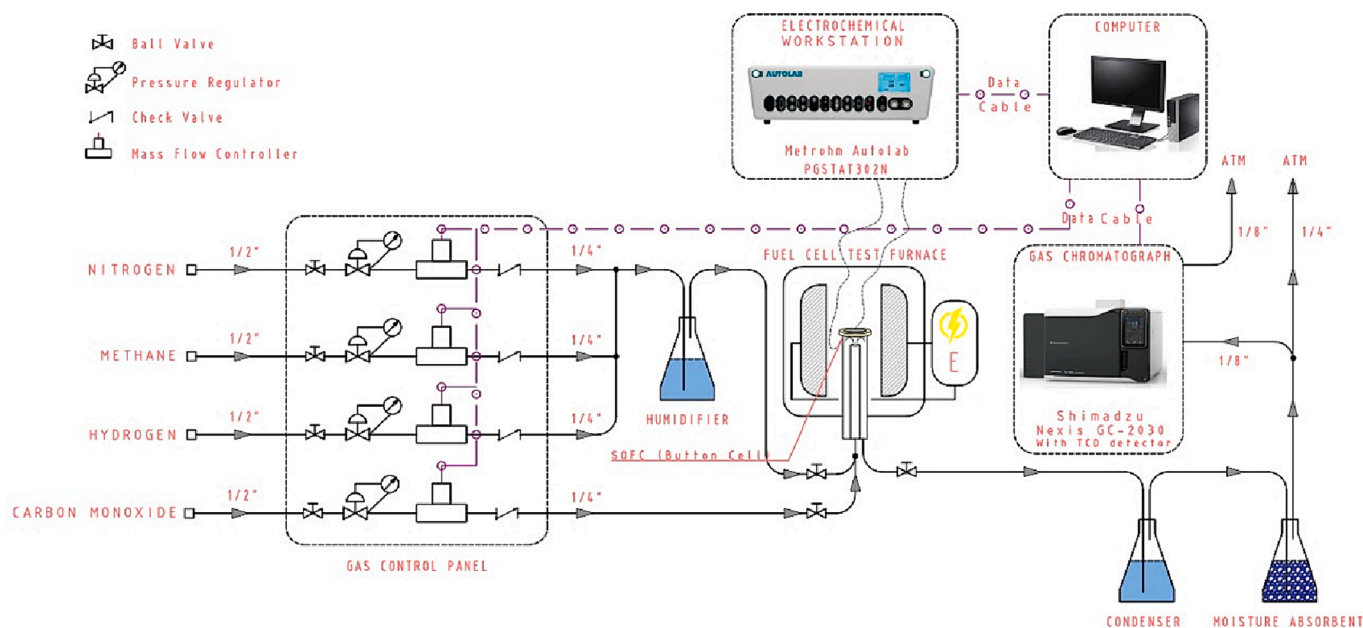 Ball Valve
Pressure Regulator
Check Valve
Mass Flow Controller
ELECTROCHEMICAL
WORKSTATION
AUTOLAB
Metrohm Autolab
PGSTAT302N
Data
Cable
COMPUTER
ATM
ATM
1/8"
1/4"
Data Cable
NITROGEN
1/2"
1/4"
METHANE
1/2"
1/4"
HYDROGEN
1/2"
1/4"
CARBON MONOXIDE
1/2"
1/4"
GAS CONTROL PANEL
HUMIDIFIER
FUEL CELL TEST FURNACE
E
SOFC (Button Cell)
GAS CHROMATOGRAPH
1/8"
Shimadzu
Nexis GC-2030
With TCD detector
CONDENSER
MOISTURE ABSORBENT